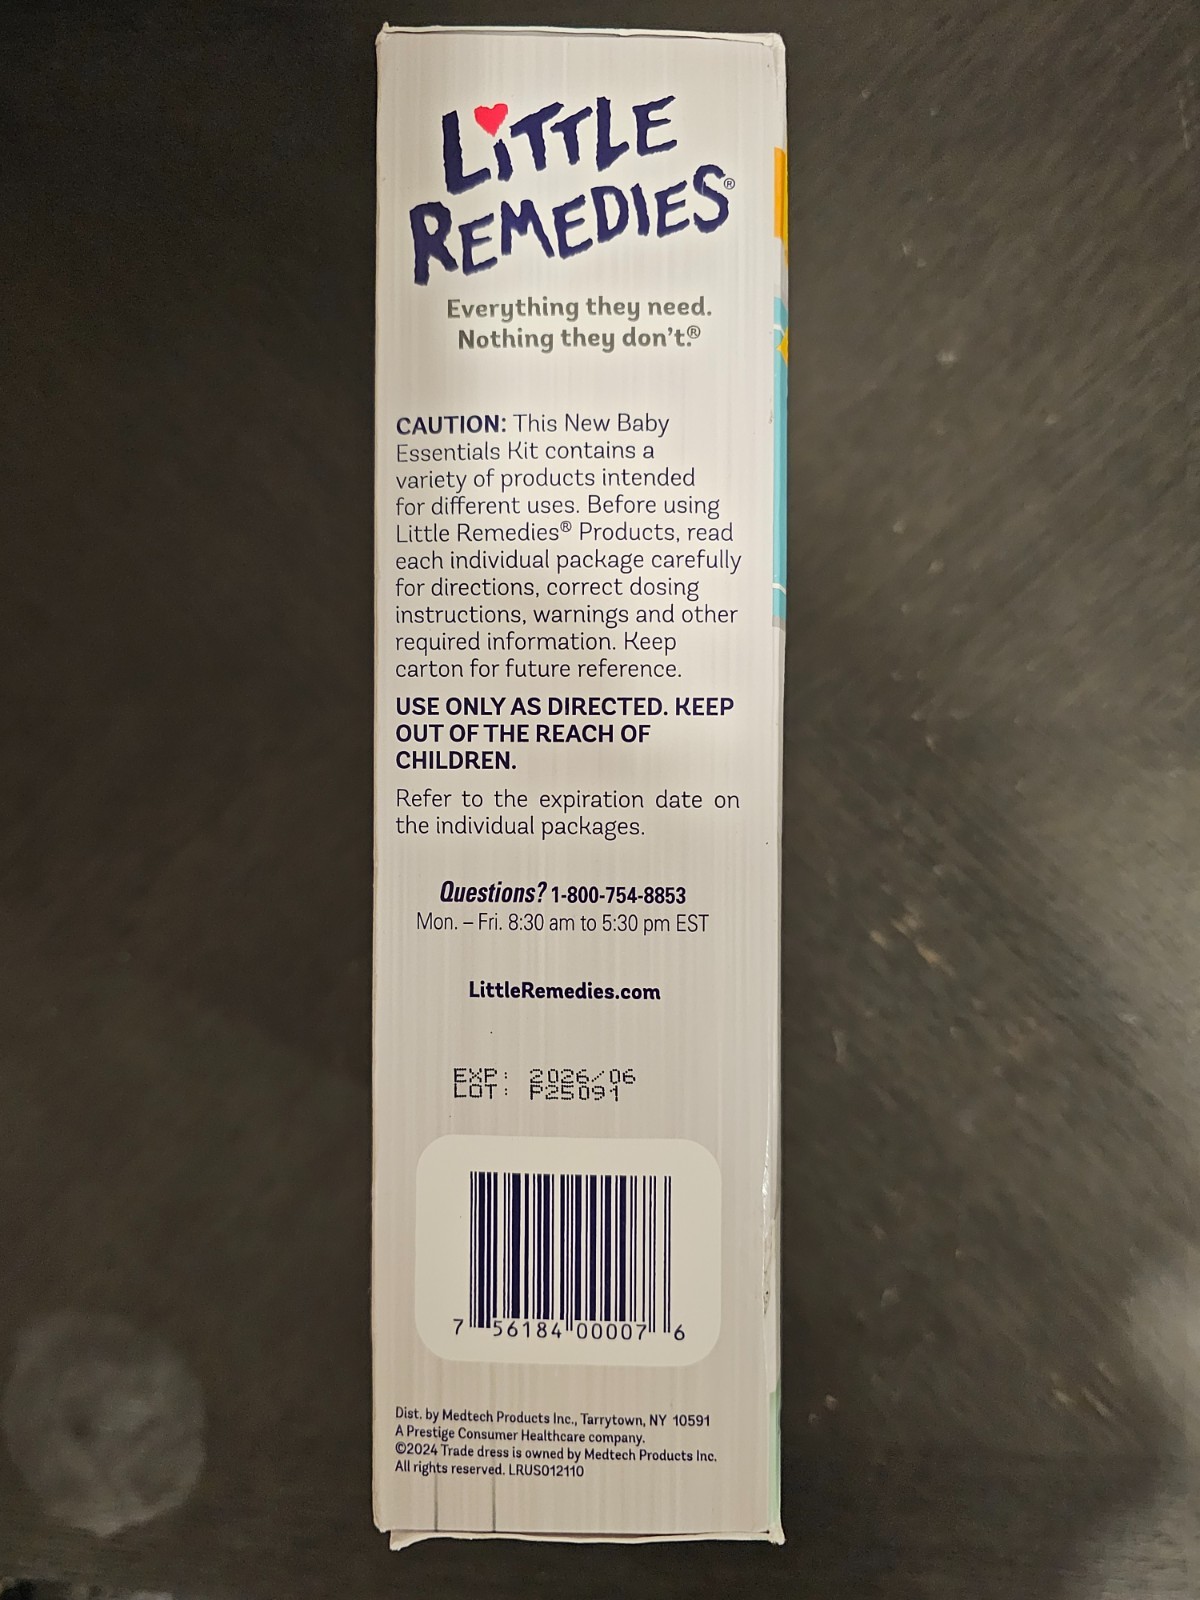 LiTTLE
REMEDIES®
Everything they need.
Nothing they don't.®
CAUTION: This New Baby
Essentials Kit contains a
variety of products intended
for different uses. Before using
Little Remedies® Products, read
each individual package carefully
for directions, correct dosing
instructions, warnings and other
required information. Keep
carton for future reference.
USE ONLY AS DIRECTED. KEEP
OUT OF THE REACH OF
CHILDREN.
Refer to the expiration date on
the individual packages.
Questions? 1-800-754-8853
Mon. – Fri. 8:30 am to 5:30 pm EST
LittleRemedies.com
EXP: 2026/06
LOT: P25091
7 56184 00007 6
Dist. by Medtech Products Inc., Tarrytown, NY 10591
A Prestige Consumer Healthcare company.
©2024 Trade dress is owned by Medtech Products Inc.
All rights reserved. LRUS012110